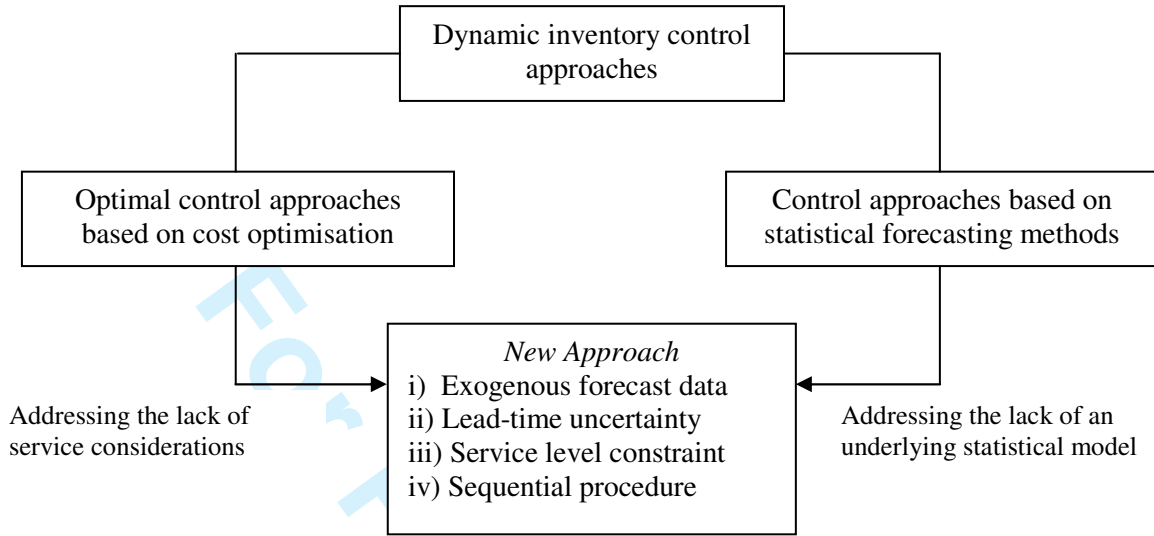 Dynamic inventory control
approaches
Optimal control approaches
based on cost optimisation
Control approaches based on
statistical forecasting methods
New Approach
i) Exogenous forecast data
ii) Lead-time uncertainty
iii) Service level constraint
iv) Sequential procedure
Addressing the lack of
service considerations
Addressing the lack of an
underlying statistical model
For